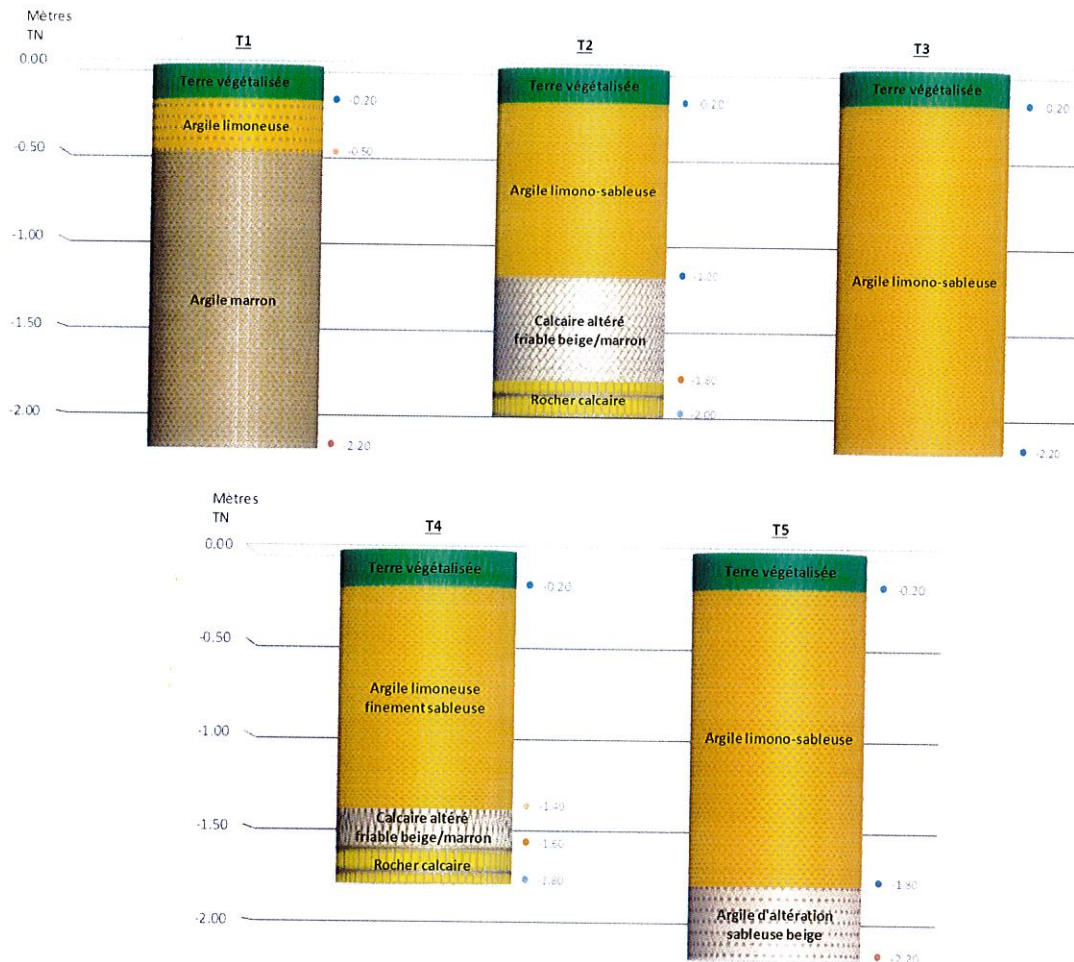 Mètres
TN
T1
T2
T3
0.00
Terre végétalisée
Terre végétalisée
Terre végétalisée
-0.20
-0.20
-0.20
Argile limoneuse
-0.50
-0.50
Argile limono-sableuse
-1.00
Argile limono-sableuse
-1.20
Argile marron
-1.50
Calcaire altéré
friable beige/marron
-1.80
Rocher calcaire
-2.00
-2.00
-2.20
-2.20
Mètres
TN
T4
T5
0.00
Terre végétalisée
Terre végétalisée
-0.20
-0.20
-0.50
Argile limoneuse
finement sableuse
-1.00
Argile limono-sableuse
-1.40
Calcaire altéré
friable beige/marron
-1.50
-1.60
Rocher calcaire
-1.80
-1.80
-2.00
Argile d'altération
sableuse beige
-2.20